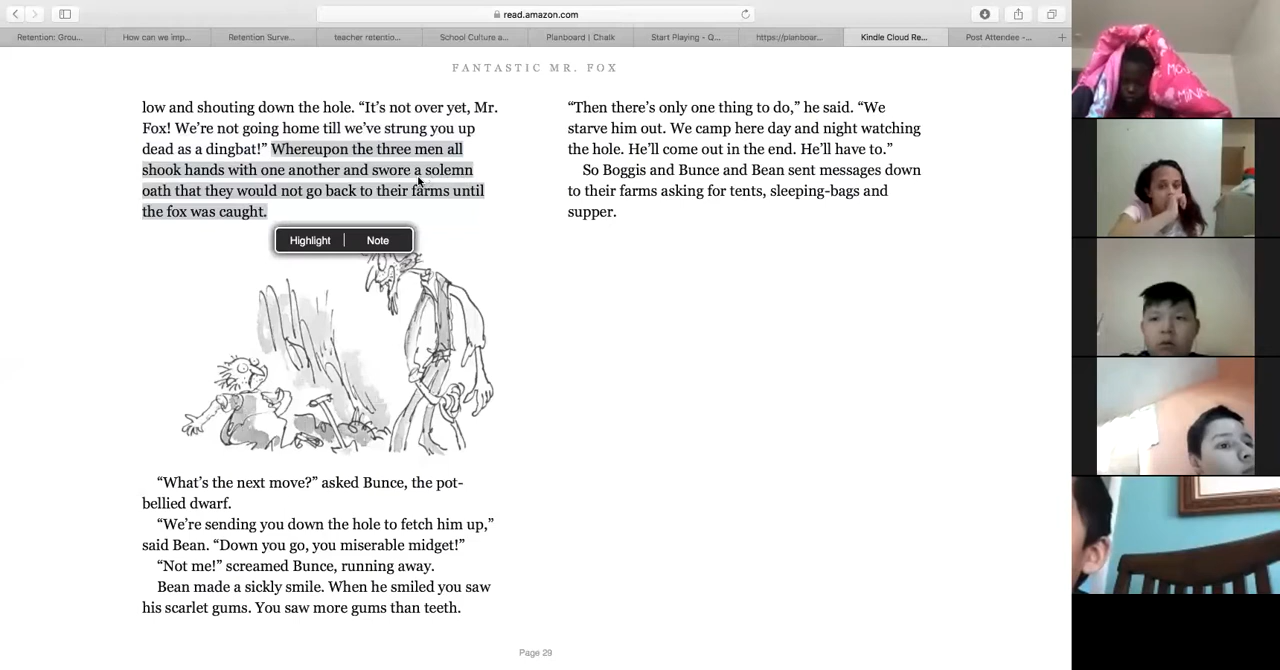 read.amazon.com
Retention: Grou...
How can we imp...
Retention Surve...
teacher retentio...
School Culture a...
Planboard | Chalk
Start Playing - Q...
https://planboar...
Kindle Cloud Re...
Post Attendee -...
FANTASTIC MR. FOX
low and shouting down the hole. “It’s not over yet, Mr.
Fox! We’re not going home till we’ve strung you up
dead as a dingbat!” Whereupon the three men all
shook hands with one another and swore a solemn
oath that they would not go back to their farms until
the fox was caught.
Highlight
Note
“What’s the next move?” asked Bunce, the pot-
bellied dwarf.
“We’re sending you down the hole to fetch him up,”
said Bean. “Down you go, you miserable midget!”
“Not me!” screamed Bunce, running away.
Bean made a sickly smile. When he smiled you saw
his scarlet gums. You saw more gums than teeth.
“Then there’s only one thing to do,” he said. “We
starve him out. We camp here day and night watching
the hole. He’ll come out in the end. He’ll have to.”
So Boggis and Bunce and Bean sent messages down
to their farms asking for tents, sleeping-bags and
supper.
Page 29